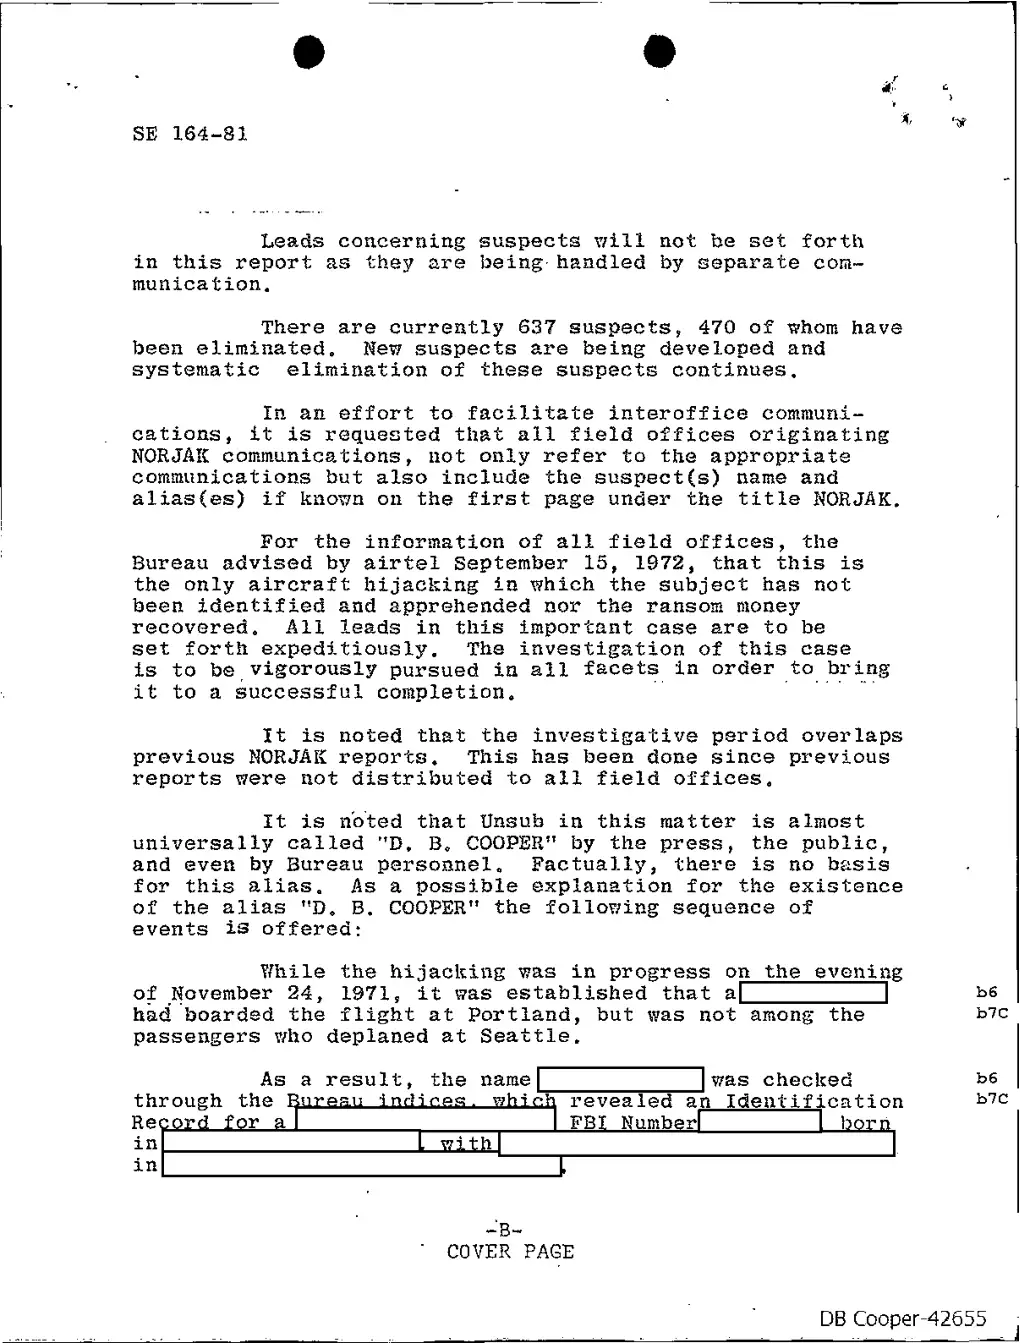 SE 164-81
Leads concerning suspects will not be set forth
in this report as they are being handled by separate com-
munication.
There are currently 637 suspects, 470 of whom have
been eliminated. New suspects are being developed and
systematic elimination of these suspects continues.
In an effort to facilitate interoffice communi-
cations, it is requested that all field offices originating
NORJAK communications, not only refer to the appropriate
communications but also include the suspect(s) name and
alias(es) if known on the first page under the title NORJAK.
For the information of all field offices, the
Bureau advised by airtel September 15, 1972, that this is
the only aircraft hijacking in which the subject has not
been identified and apprehended nor the ransom money
recovered. All leads in this important case are to be
set forth expeditiously. The investigation of this case
is to be vigorously pursued in all facets in order to bring
it to a successful completion.
It is noted that the investigative period overlaps
previous NORJAK reports. This has been done since previous
reports were not distributed to all field offices.
It is noted that Unsub in this matter is almost
universally called "D. B. COOPER" by the press, the public,
and even by Bureau personnel. Factually, there is no basis
for this alias. As a possible explanation for the existence
of the alias "D. B. COOPER" the following sequence of
events is offered:
While the hijacking was in progress on the evening
of November 24, 1971, it was established that a b6
had boarded the flight at Portland, but was not among the b7C
passengers who deplaned at Seattle.
As a result, the name was checked b6
through the Bureau indices, which revealed an Identification b7C
Record for a FBI Number born
in , with
in .
-B-
COVER PAGE
DB Cooper-42655